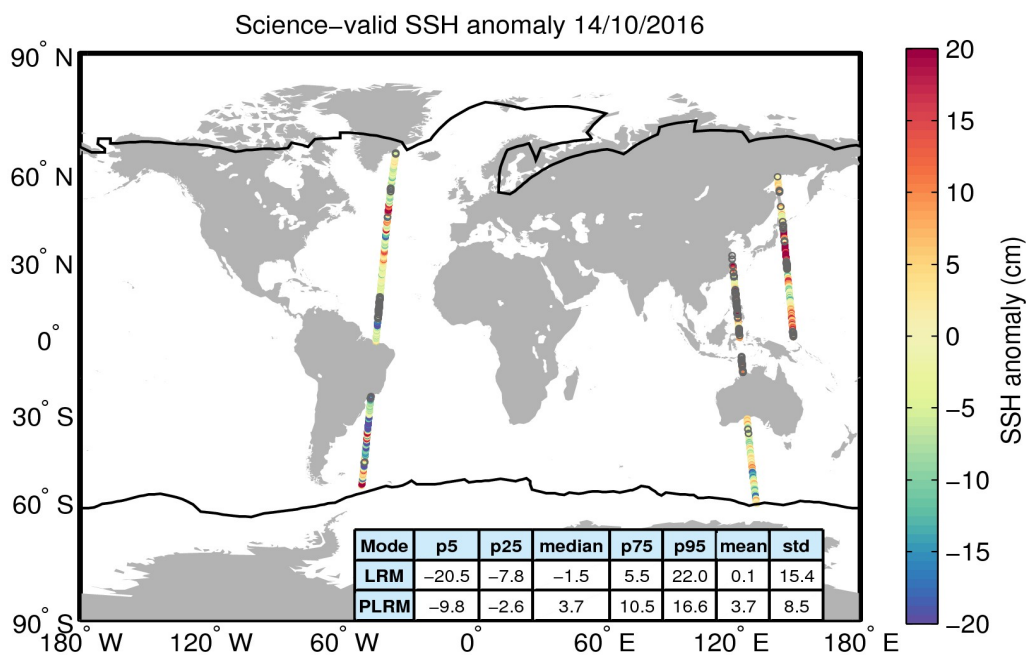 Science−valid SSH anomaly 14/10/2016
90° N
60° N
30° N
0°
30° S
60° S
90° S
180° W
120° W
60° W
0°
60° E
120° E
180° E
Mode p5 p25 median p75 p95 mean std
LRM −20.5 −7.8 −1.5 5.5 22.0 0.1 15.4
PLRM −9.8 −2.6 3.7 10.5 16.6 3.7 8.5
20
15
10
5
0
−5
−10
−15
−20
SSH anomaly (cm)